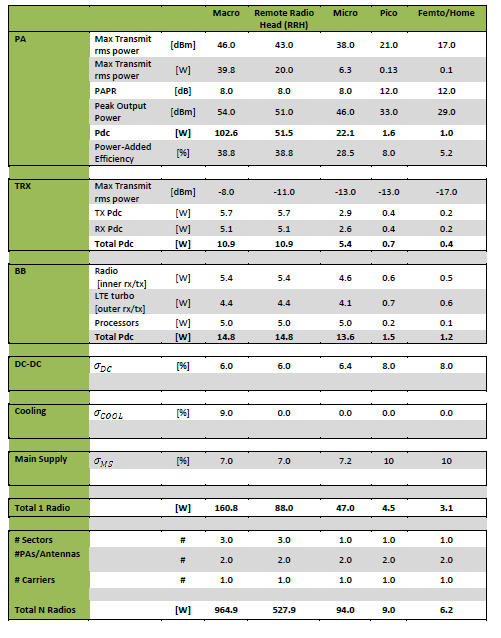 Macro Remote Radio Head (RRH) Micro Pico Femto/Home
PA Max Transmit rms power [dBm] 46.0 43.0 38.0 21.0 17.0
Max Transmit rms power [W] 39.8 20.0 6.3 0.13 0.1
PAPR [dB] 8.0 8.0 8.0 12.0 12.0
Peak Output Power [dBm] 54.0 51.0 46.0 33.0 29.0
Pdc [W] 102.6 51.5 22.1 1.6 1.0
Power-Added Efficiency [%] 38.8 38.8 28.5 8.0 5.2
TRX Max Transmit rms power [dBm] -8.0 -11.0 -13.0 -13.0 -17.0
TX Pdc [W] 5.7 5.7 2.9 0.4 0.2
RX Pdc [W] 5.1 5.1 2.6 0.4 0.2
Total Pdc [W] 10.9 10.9 5.4 0.7 0.4
BB Radio [inner rx/tx] [W] 5.4 5.4 4.6 0.6 0.5
LTE turbo [outer rx/tx] [W] 4.4 4.4 4.1 0.7 0.6
Processors [W] 5.0 5.0 5.0 0.2 0.1
Total Pdc [W] 14.8 14.8 13.6 1.5 1.2
DC-DC σDC [%] 6.0 6.0 6.4 8.0 8.0
Cooling σCOOL [%] 9.0 0.0 0.0 0.0 0.0
Main Supply σMS [%] 7.0 7.0 7.2 10 10
Total 1 Radio [W] 160.8 88.0 47.0 4.5 3.1
# Sectors # 3.0 3.0 1.0 1.0 1.0
#PAs/Antennas # 2.0 2.0 2.0 2.0 2.0
# Carriers # 1.0 1.0 1.0 1.0 1.0
Total N Radios [W] 964.9 527.9 94.0 9.0 6.2